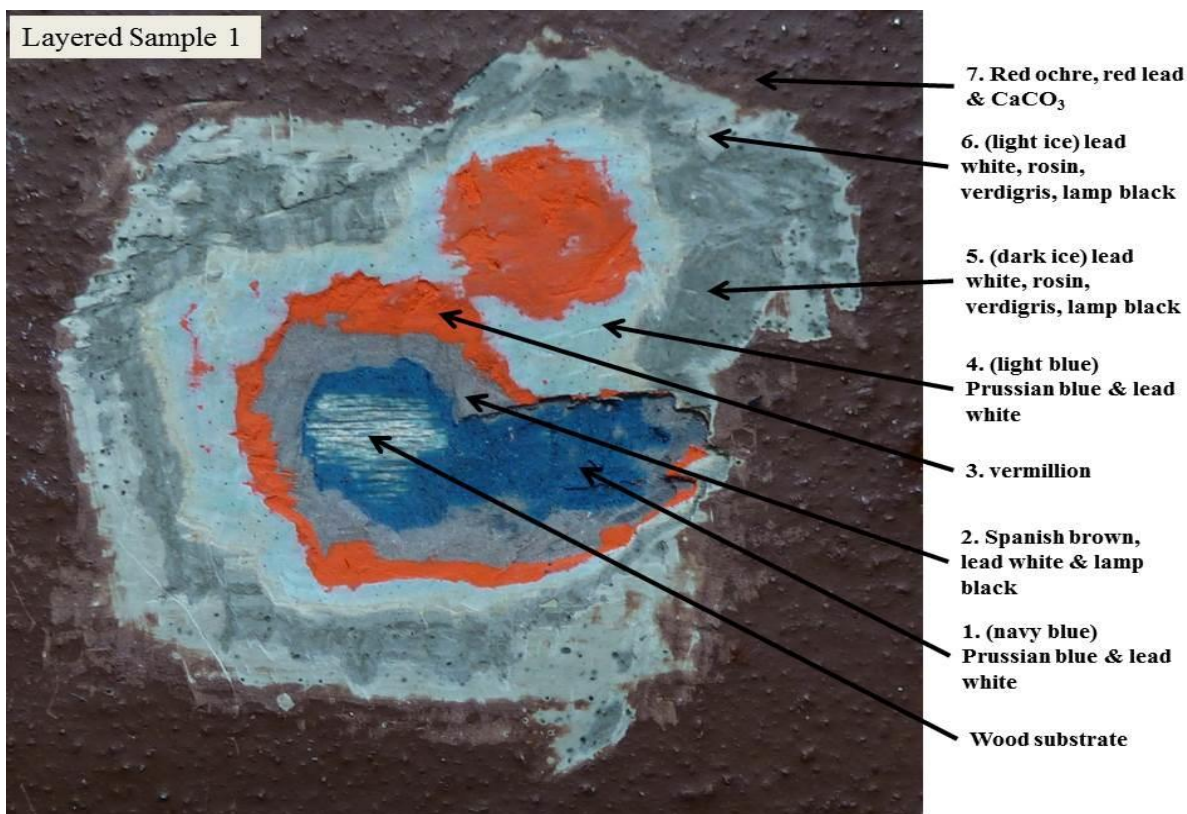 Layered Sample 1
7. Red ochre, red lead
& CaCO₃
6. (light ice) lead
white, rosin,
verdigris, lamp black
5. (dark ice) lead
white, rosin,
verdigris, lamp black
4. (light blue)
Prussian blue & lead
white
3. vermillion
2. Spanish brown,
lead white & lamp
black
1. (navy blue)
Prussian blue & lead
white
Wood substrate